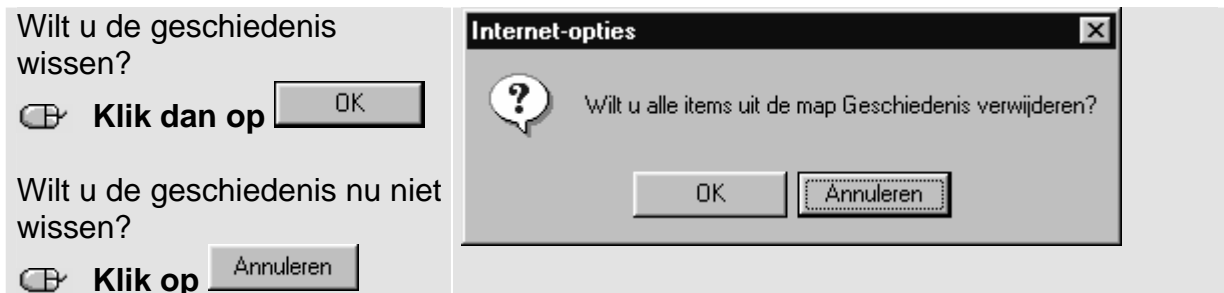 Wilt u de geschiedenis
wissen?
Klik dan op OK
Wilt u de geschiedenis nu niet
wissen?
Klik op Annuleren
Internet-opties
Wilt u alle items uit de map Geschiedenis verwijderen?
OK Annuleren